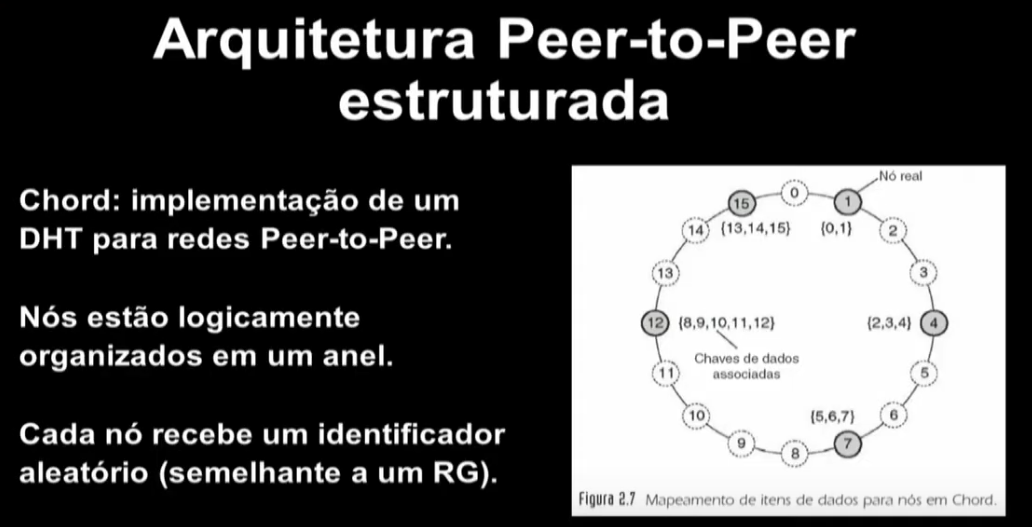 Arquitetura Peer-to-Peer
estruturada
Chord: implementação de um
DHT para redes Peer-to-Peer.
Nós estão logicamente
organizados em um anel.
Cada nó recebe um identificador
aleatório (semelhante a um RG).
Nó real
0
15
1
14
{13,14,15}
{0,1}
2
13
3
12
{8,9,10,11,12}
{2,3,4}
4
Chaves de dados
associadas
11
5
10
{5,6,7}
6
9
8
7
Figura 2.7 Mapeamento de itens de dados para nós em Chord.